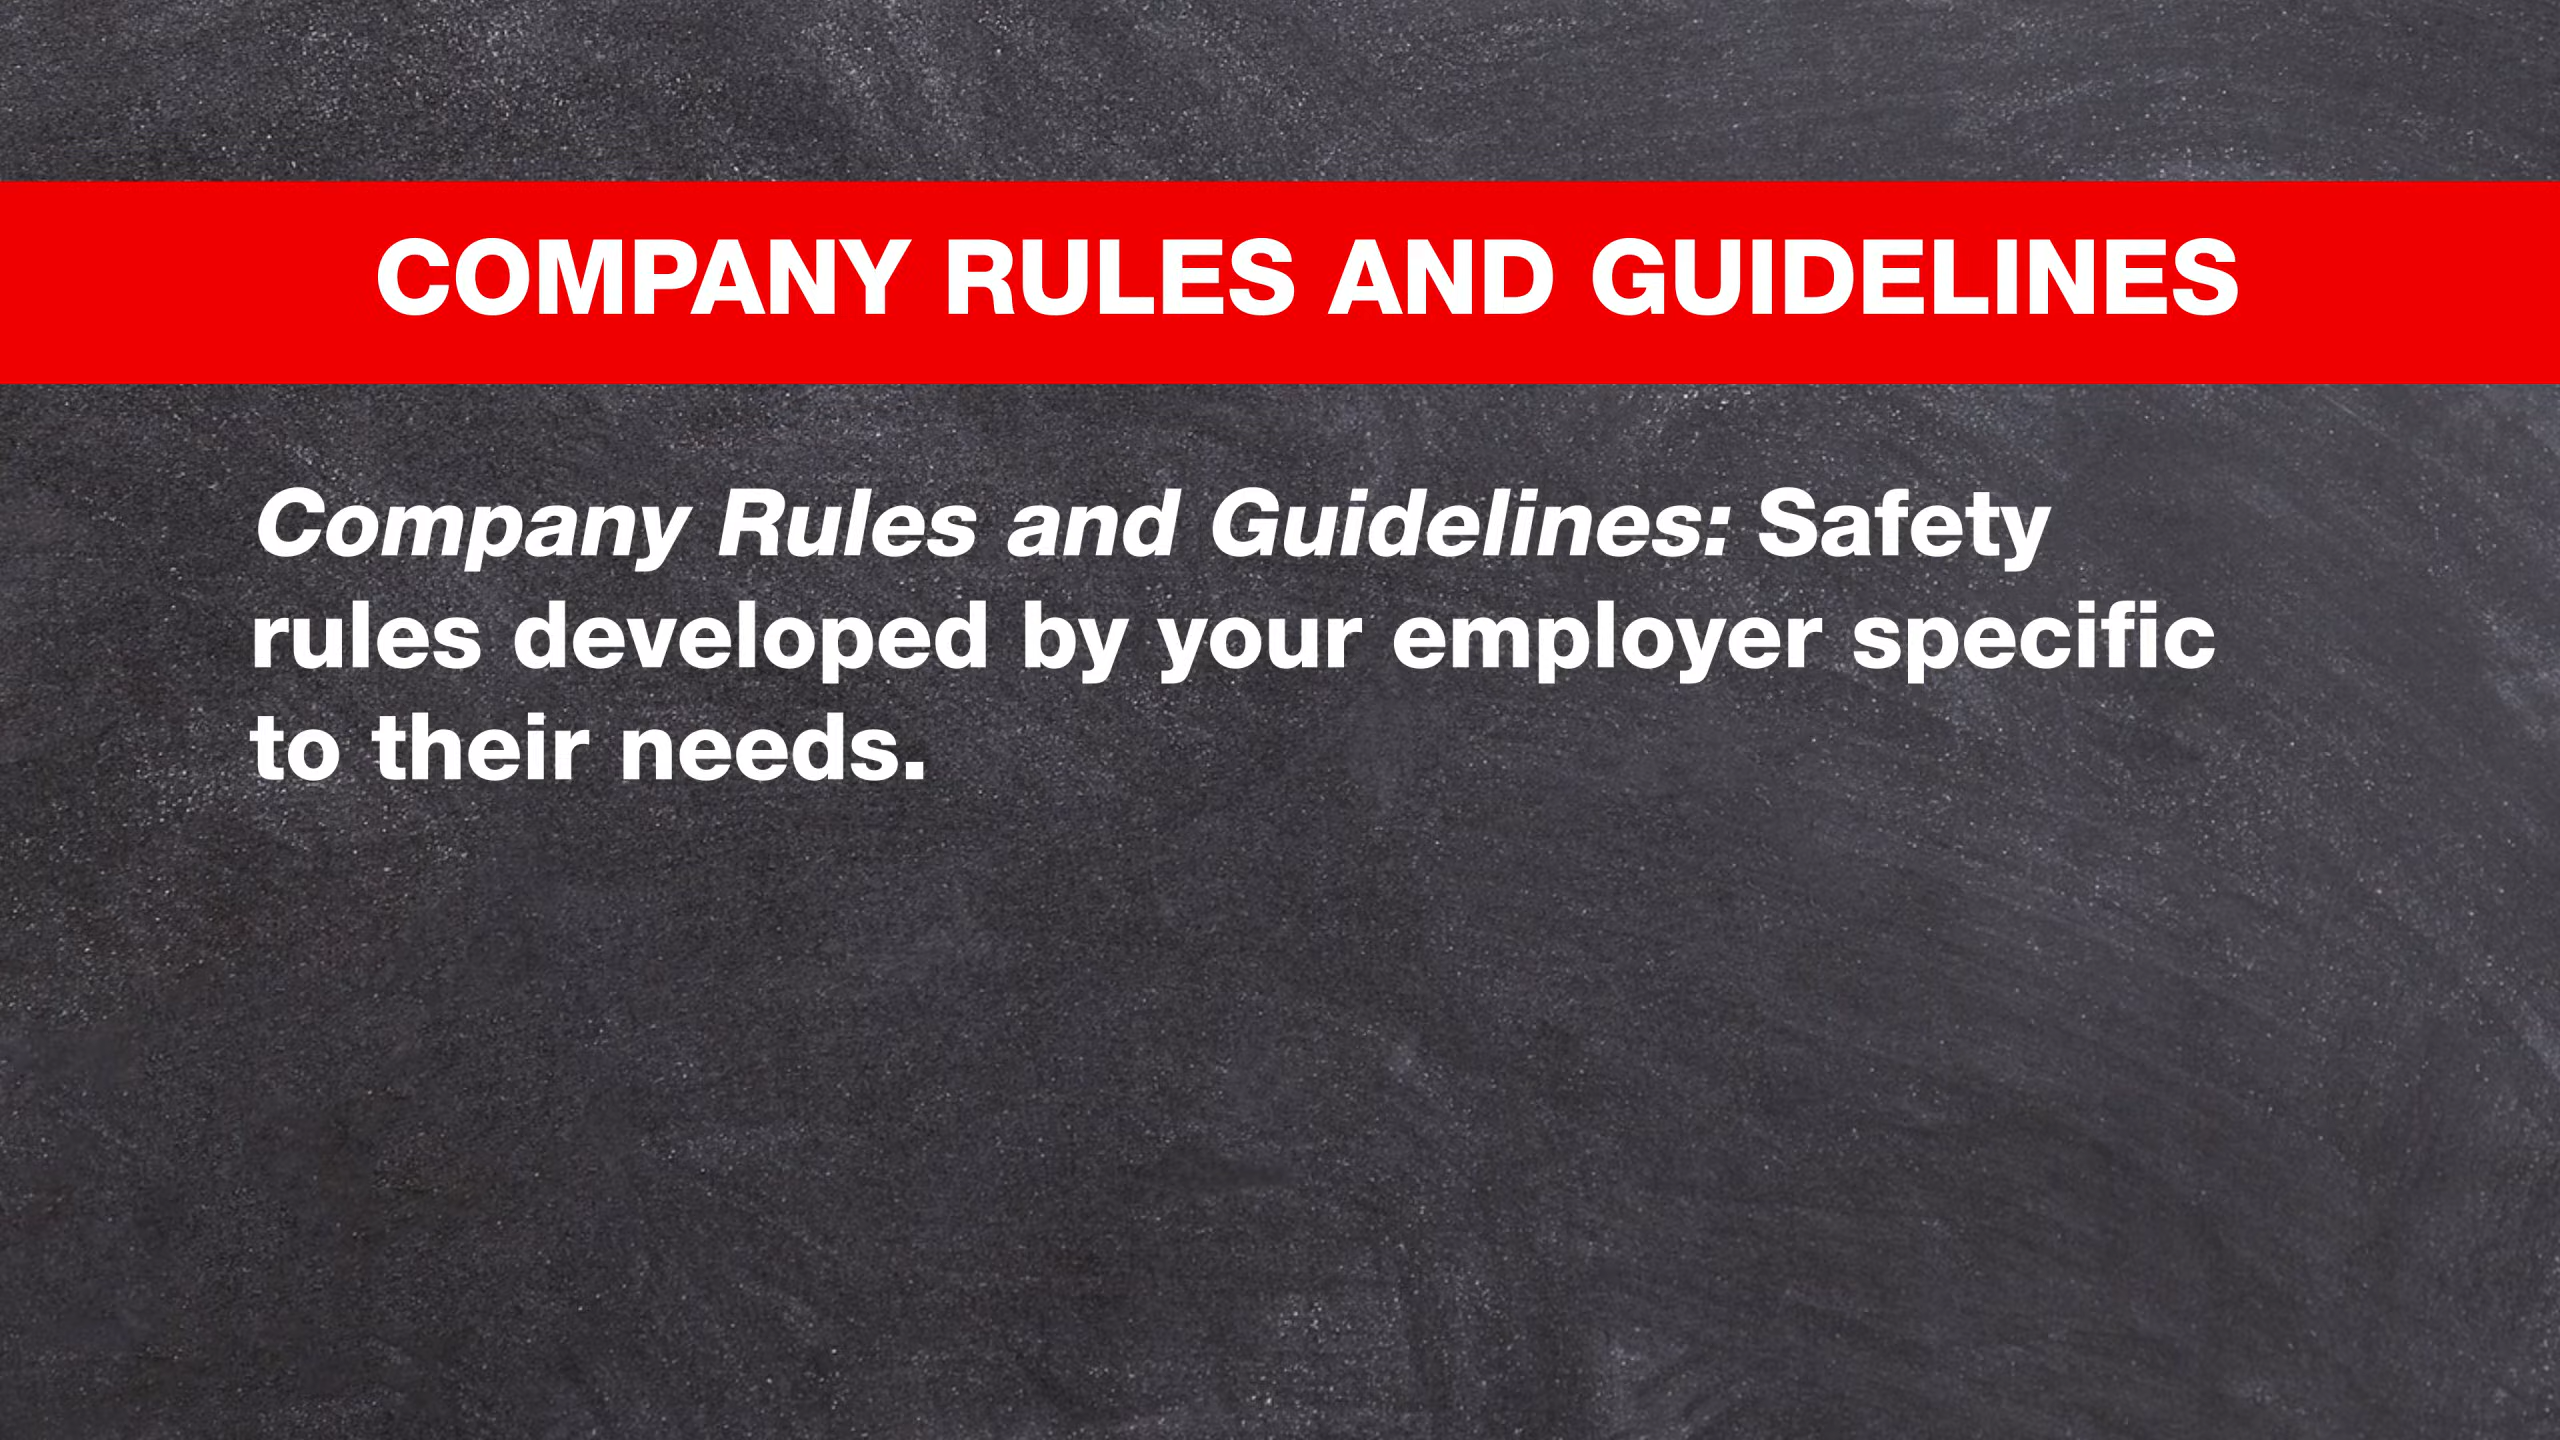 COMPANY RULES AND GUIDELINES
Company Rules and Guidelines: Safety
rules developed by your employer specific
to their needs.